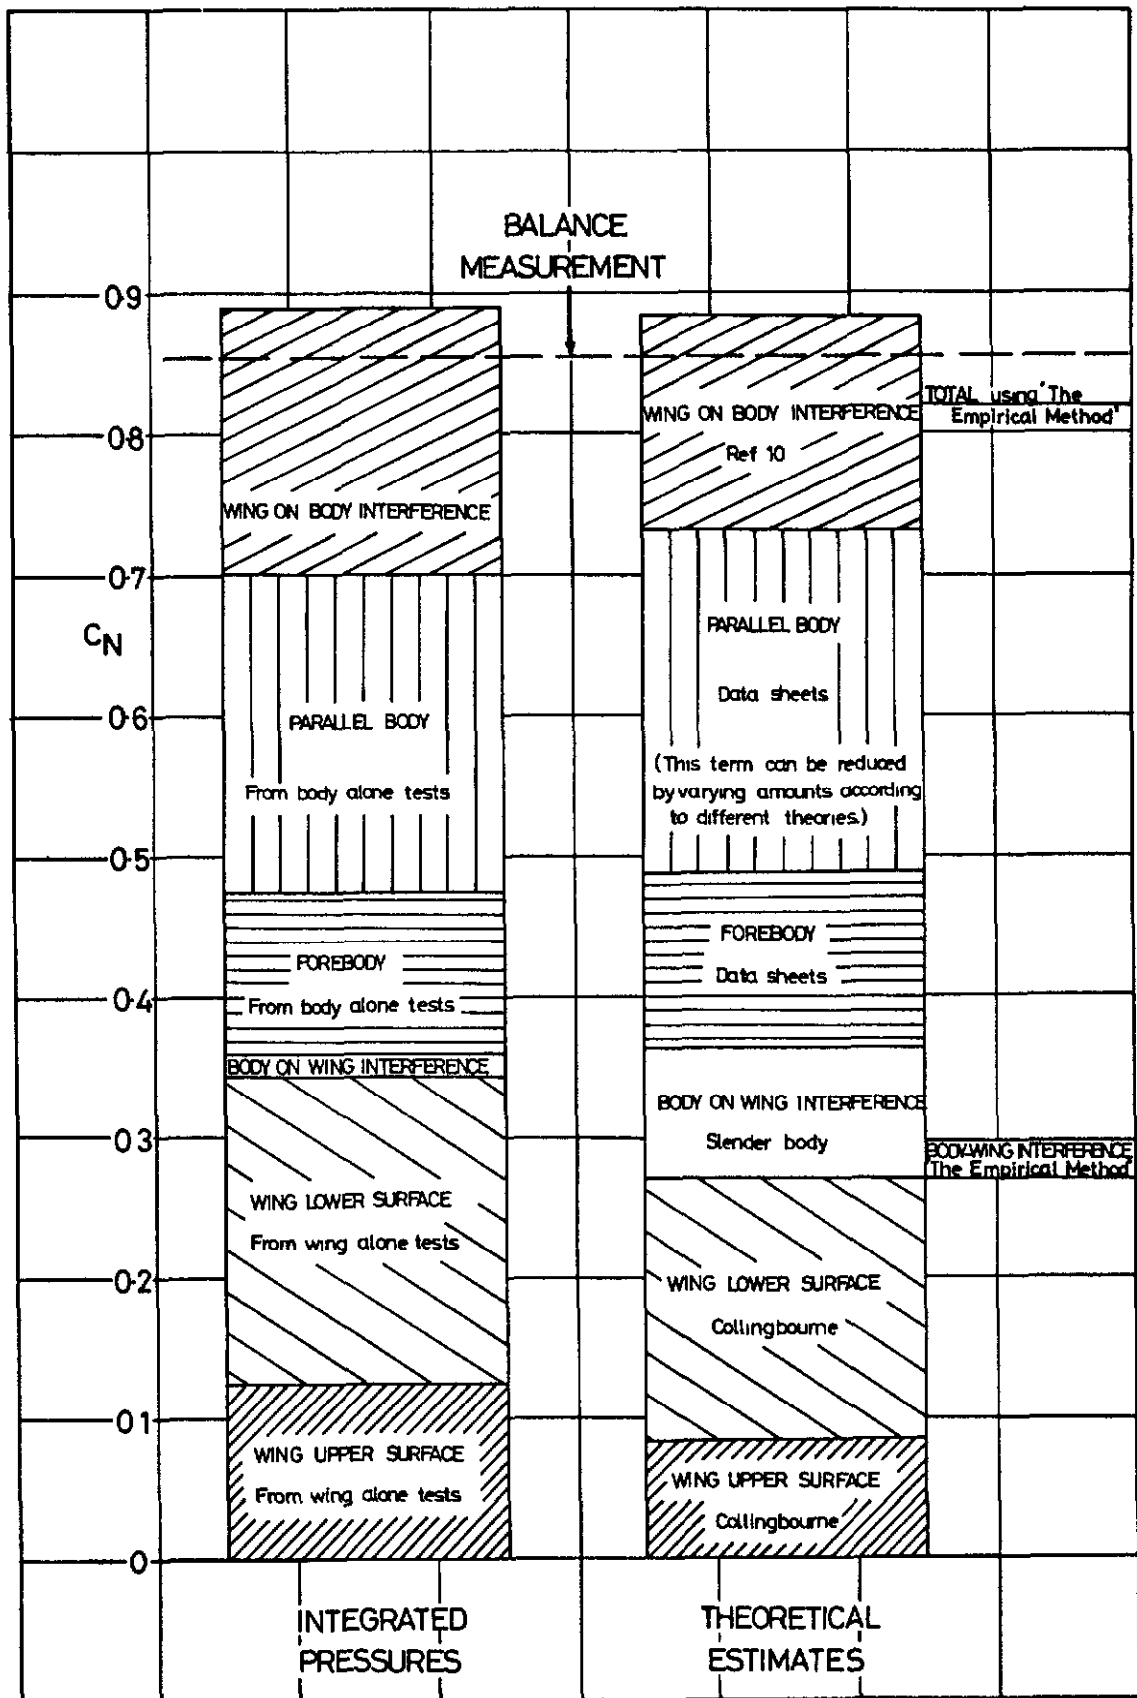 BALANCE
MEASUREMENT
0·9
0·8
0·7
CN
0·6
0·5
0·4
0·3
0·2
0·1
0
WING ON BODY INTERFERENCE
PARALLEL BODY
From body alone tests
FOREBODY
From body alone tests
BODY ON WING INTERFERENCE
WING LOWER SURFACE
From wing alone tests
WING UPPER SURFACE
From wing alone tests
INTEGRATED
PRESSURES
WING ON BODY INTERFERENCE
Ref 10
PARALLEL BODY
Data sheets
(This term can be reduced
by varying amounts according
to different theories.)
FOREBODY
Data sheets
BODY ON WING INTERFERENCE
Slender body
WING LOWER SURFACE
Collingbourne
WING UPPER SURFACE
Collingbourne
THEORETICAL
ESTIMATES
TOTAL using 'The
Empirical Method'
BODY-WING INTERFERENCE,
'The Empirical Method'